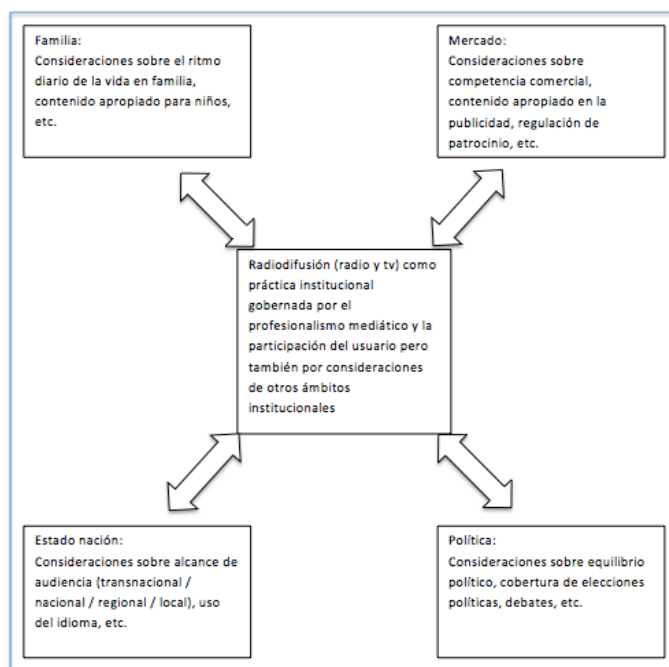 Familia:
Consideraciones sobre el ritmo
diario de la vida en familia,
contenido apropiado para niños,
etc.
Mercado:
Consideraciones sobre
competencia comercial,
contenido apropiado en la
publicidad, regulación de
patrocinio, etc.
Radiodifusión (radio y tv) como
práctica institucional
gobernada por el
profesionalismo mediático y la
participación del usuario pero
también por consideraciones
de otros ámbitos
institucionales
Estado nación:
Consideraciones sobre alcance de
audiencia (transnacional /
nacional / regional / local), uso
del idioma, etc.
Política:
Consideraciones sobre equilibrio
político, cobertura de elecciones
políticas, debates, etc.